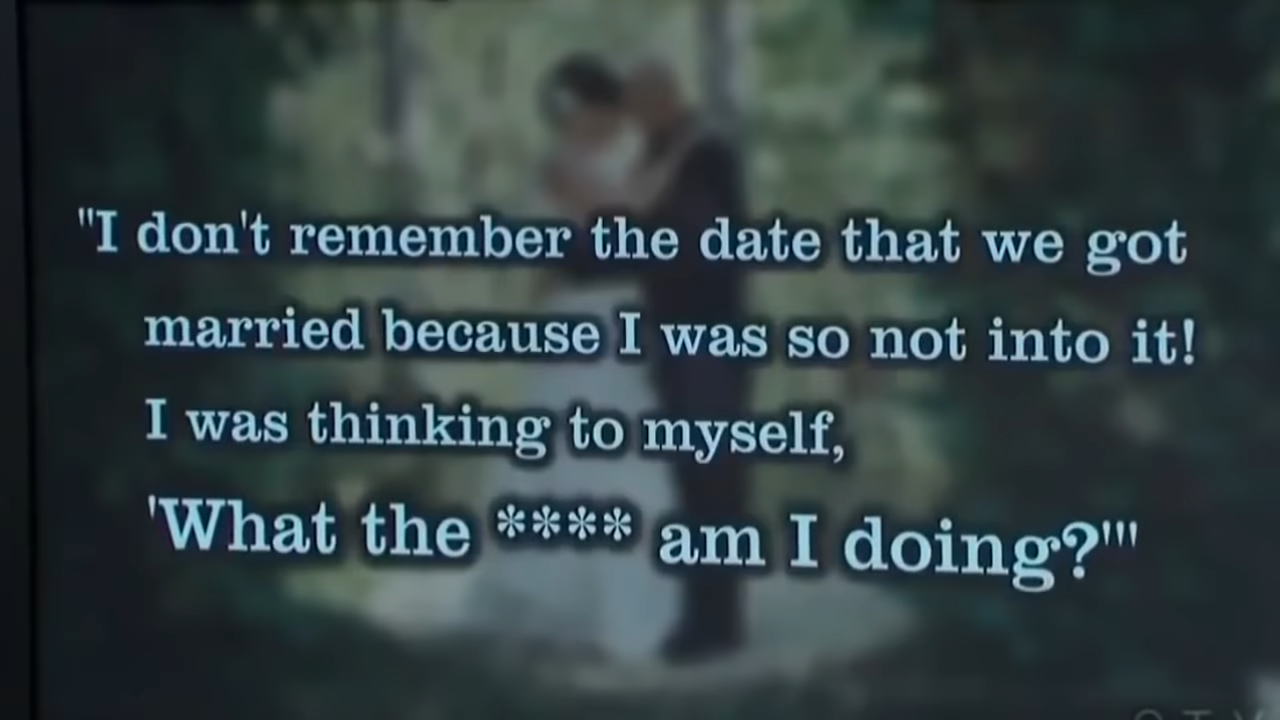 "I don't remember the date that we got
married because I was so not into it!
I was thinking to myself,
'What the **** am I doing?'"
CTV